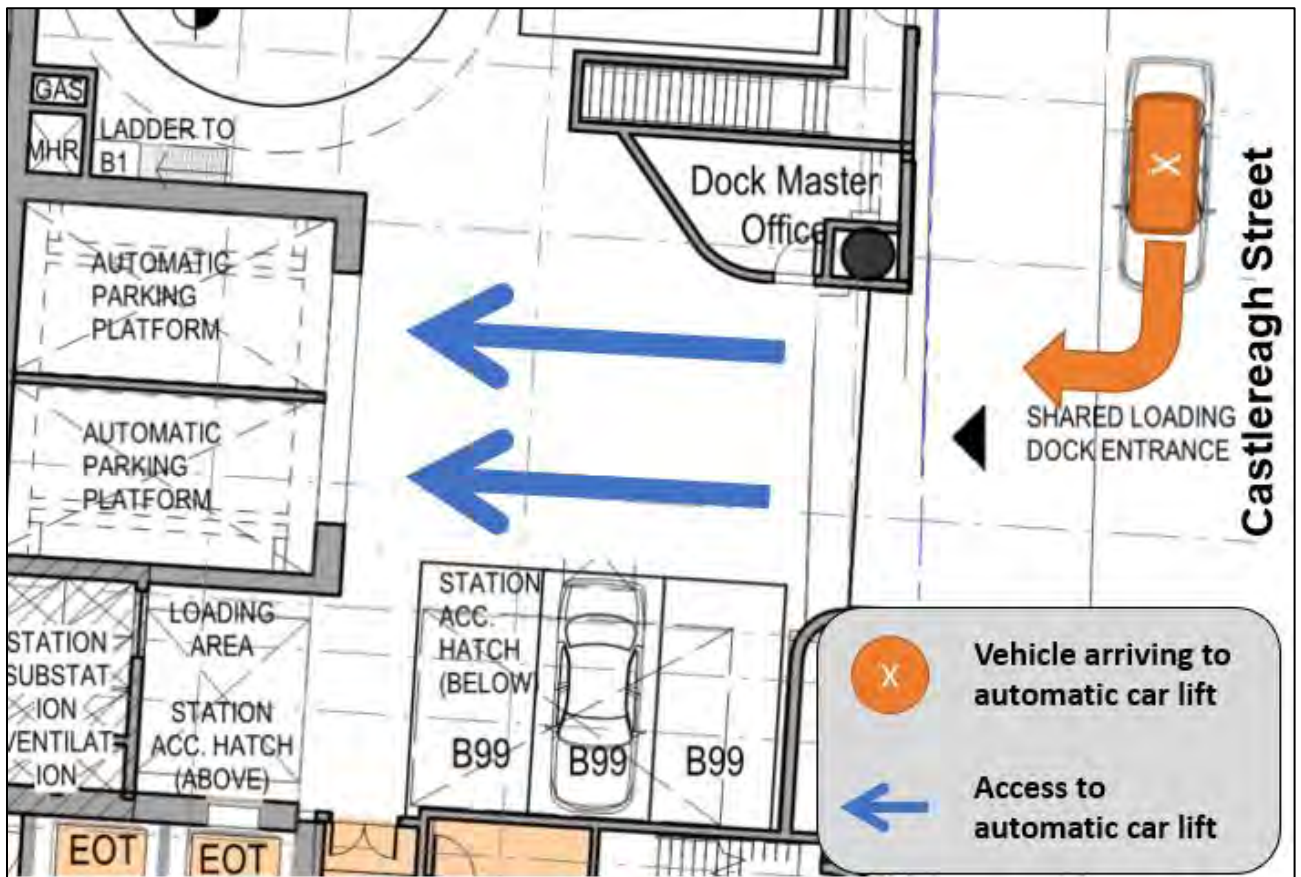 GAS
MHR
LADDER TO
B1
Dock Master
Office
X
Castlereagh Street
AUTOMATIC
PARKING
PLATFORM
AUTOMATIC
PARKING
PLATFORM
SHARED LOADING
DOCK ENTRANCE
STATION
SUBSTAT
ION
VENTILAT
ION
LOADING
AREA
STATION
ACC. HATCH
(ABOVE)
STATION
ACC.
HATCH
(BELOW)
B99
B99
B99
EOT
EOT
X
Vehicle arriving to
automatic car lift
Access to
automatic car lift